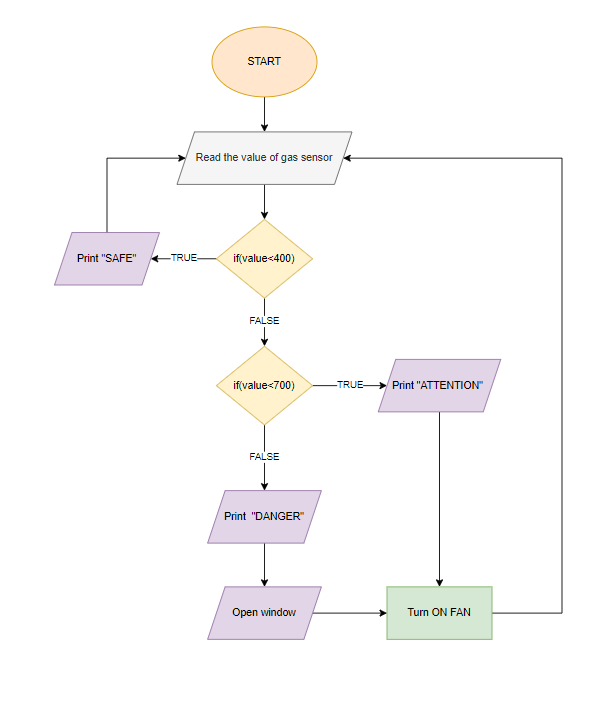 START
Read the value of gas sensor
Print "SAFE"
TRUE
if(value<400)
FALSE
if(value<700)
TRUE
Print "ATTENTION"
FALSE
Print  "DANGER"
Open window
Turn ON FAN